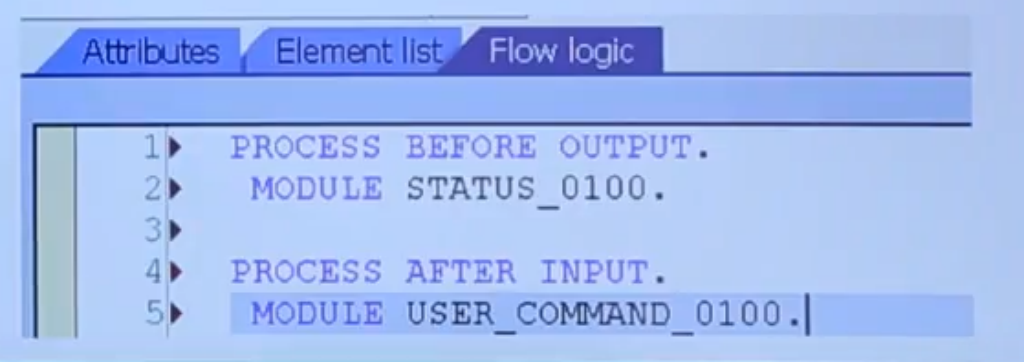 Attributes Element list Flow logic
1 PROCESS BEFORE OUTPUT.
2 MODULE STATUS_0100.
3
4 PROCESS AFTER INPUT.
5 MODULE USER_COMMAND_0100.